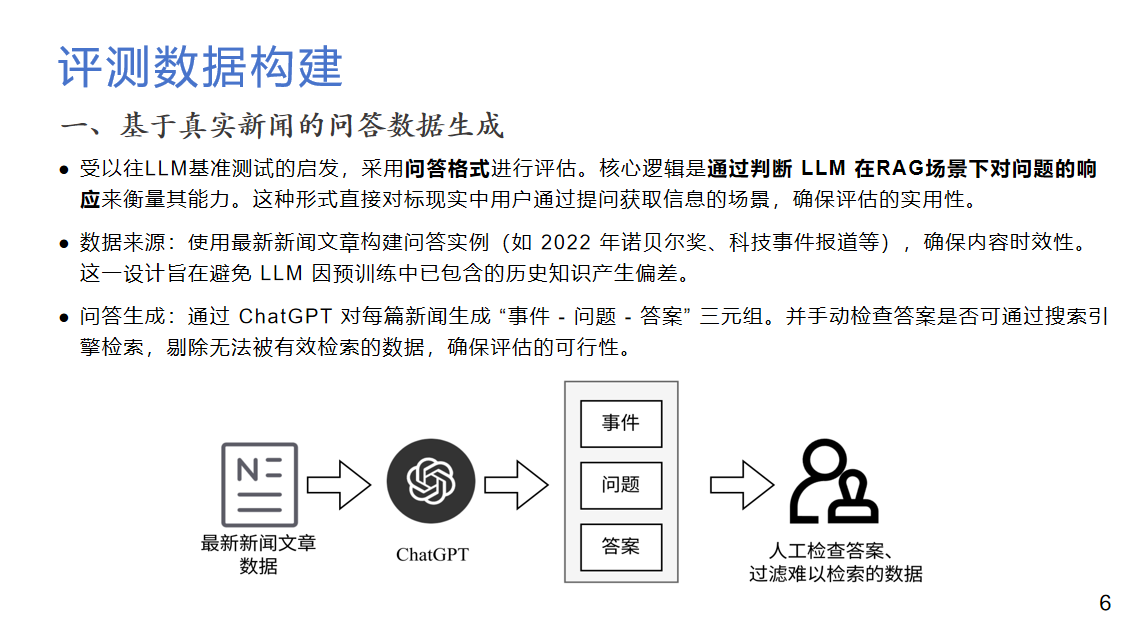 评测数据构建
一、基于真实新闻的问答数据生成
● 受以往LLM基准测试的启发，采用问答格式进行评估。核心逻辑是通过判断 LLM 在RAG场景下对问题的响
应来衡量其能力。这种形式直接对标现实中用户通过提问获取信息的场景，确保评估的实用性。
● 数据来源：使用最新新闻文章构建问答实例（如 2022 年诺贝尔奖、科技事件报道等），确保内容时效性。
这一设计旨在避免 LLM 因预训练中已包含的历史知识产生偏差。
● 问答生成：通过 ChatGPT 对每篇新闻生成 “事件 - 问题 - 答案” 三元组。并手动检查答案是否可通过搜索引
擎检索，剔除无法被有效检索的数据，确保评估的可行性。
N
最新新闻文章
数据
ChatGPT
事件
问题
答案
人工检查答案、
过滤难以检索的数据
6